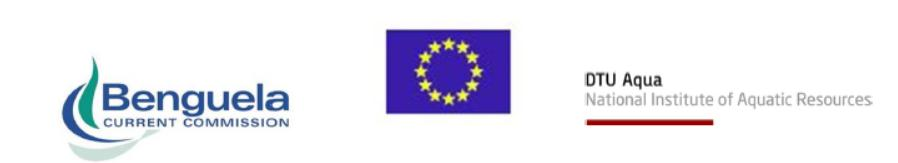 Benguela
CURRENT COMMISSION
DTU Aqua
National Institute of Aquatic Resources